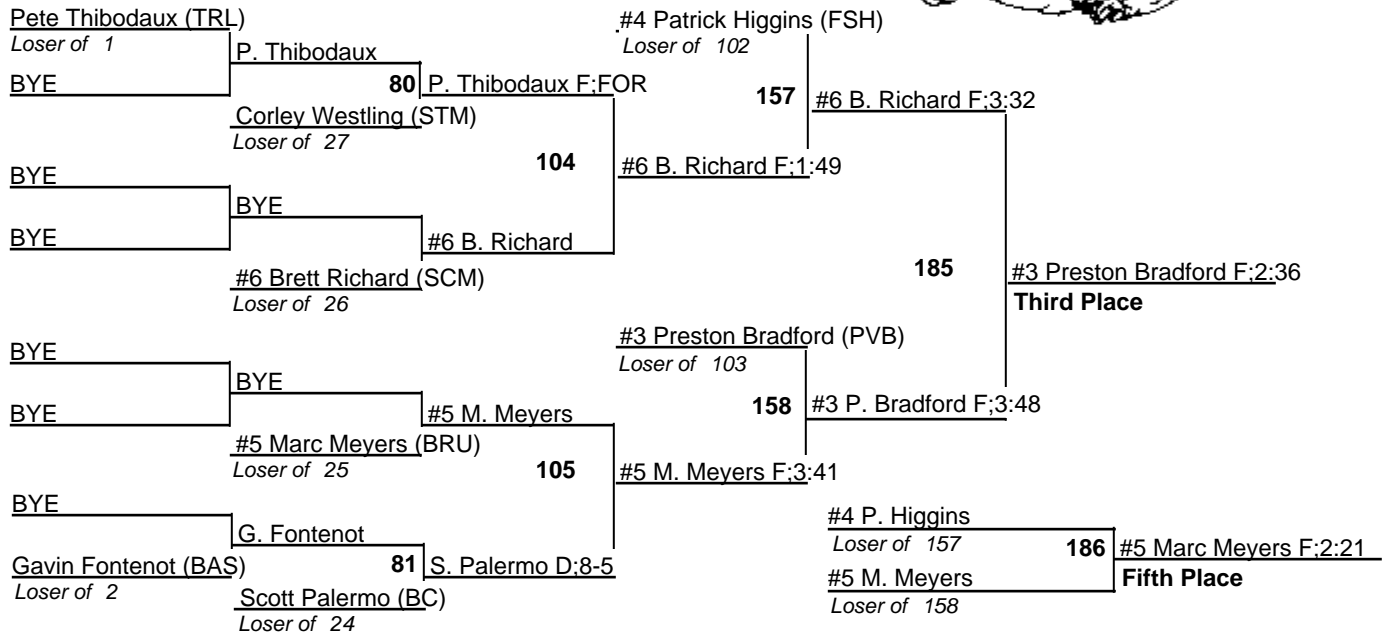 Pete Thibodaux (TRL)
Loser of 1
BYE
P. Thibodaux
80
Corley Westling (STM)
Loser of 27
P. Thibodaux F;FOR
BYE
BYE
BYE
#6 Brett Richard (SCM)
Loser of 26
#6 B. Richard
104
#4 Patrick Higgins (FSH)
Loser of 102
157
#6 B. Richard F;1:49
#6 B. Richard F;3:32
BYE
BYE
BYE
#5 Marc Meyers (BRU)
Loser of 25
#5 M. Meyers
105
BYE
Gavin Fontenot (BAS)
Loser of 2
G. Fontenot
81
Scott Palermo (BC)
Loser of 24
S. Palermo D;8-5
#3 Preston Bradford (PVB)
Loser of 103
158
#5 M. Meyers F;3:41
#3 P. Bradford F;3:48
185
#3 Preston Bradford F;2:36
Third Place
#4 P. Higgins
Loser of 157
#5 M. Meyers
Loser of 158
186
#5 Marc Meyers F;2:21
Fifth Place